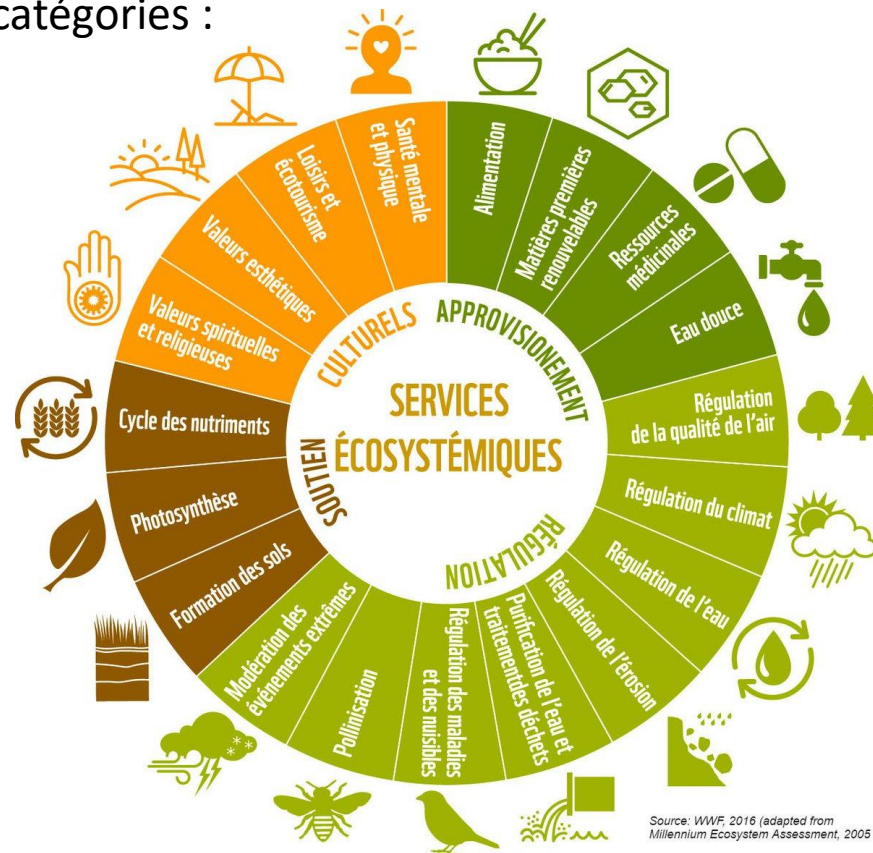 catégories :
Santé mentale
et physique
Alimentation
Matières premières
renouvelables
Ressources
médicinales
Eau douce
Régulation
de la qualité de l'air
Régulation du climat
Régulation de l'eau
Régulation de l'érosion
Purification de l'eau et
traitementdes déchets
Régulation des maladies
et des nuisibles
Pollinisation
Modération des
événements extrêmes
Formation des sols
Photosynthèse
Cycle des nutriments
Valeurs spirituelles
et religieuses
Valeurs esthétiques
Loisirs et
écotourisme
CULTURELS
APPROVISIONEMENT
RÉGULATION
SOUTIEN
SERVICES
ÉCOSYSTÉMIQUES
Source: WWF, 2016 (adapted from
Millennium Ecosystem Assessment, 2005